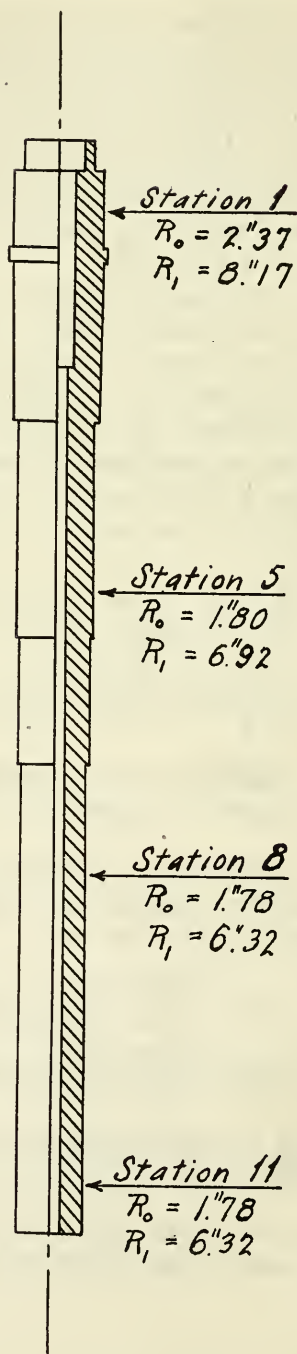 Station 1
R₀ = 2."37
R₁ = 8."17
Station 5
R₀ = 1."80
R₁ = 6."92
Station 8
R₀ = 1."78
R₁ = 6."32
Station 11
R₀ = 1."78
R₁ = 6."32